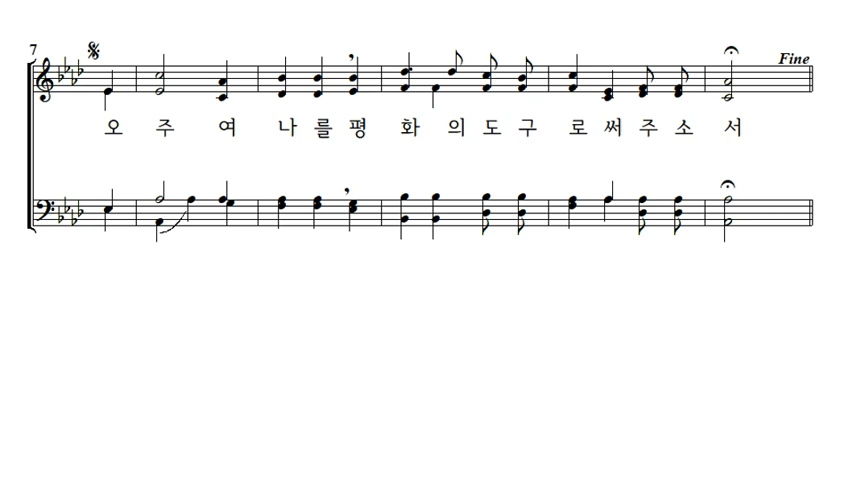 7
Fine
오 주 여 나 를 평 화 의 도 구 로 써 주 소 서